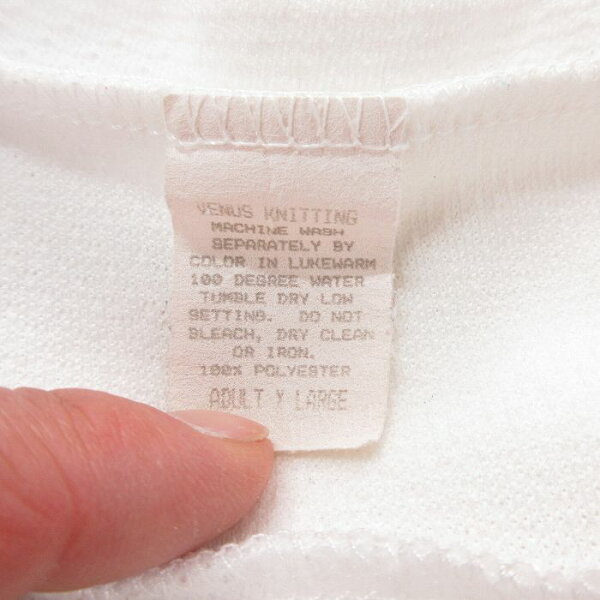 VENUS KNITTING
MACHINE WASH
SEPARATELY BY
COLOR IN LUKEWARM
100 DEGREE WATER
TUMBLE DRY LOW
SETTING. DO NOT
BLEACH, DRY CLEAN
OR IRON.
100% POLYESTER
ADULT X LARGE